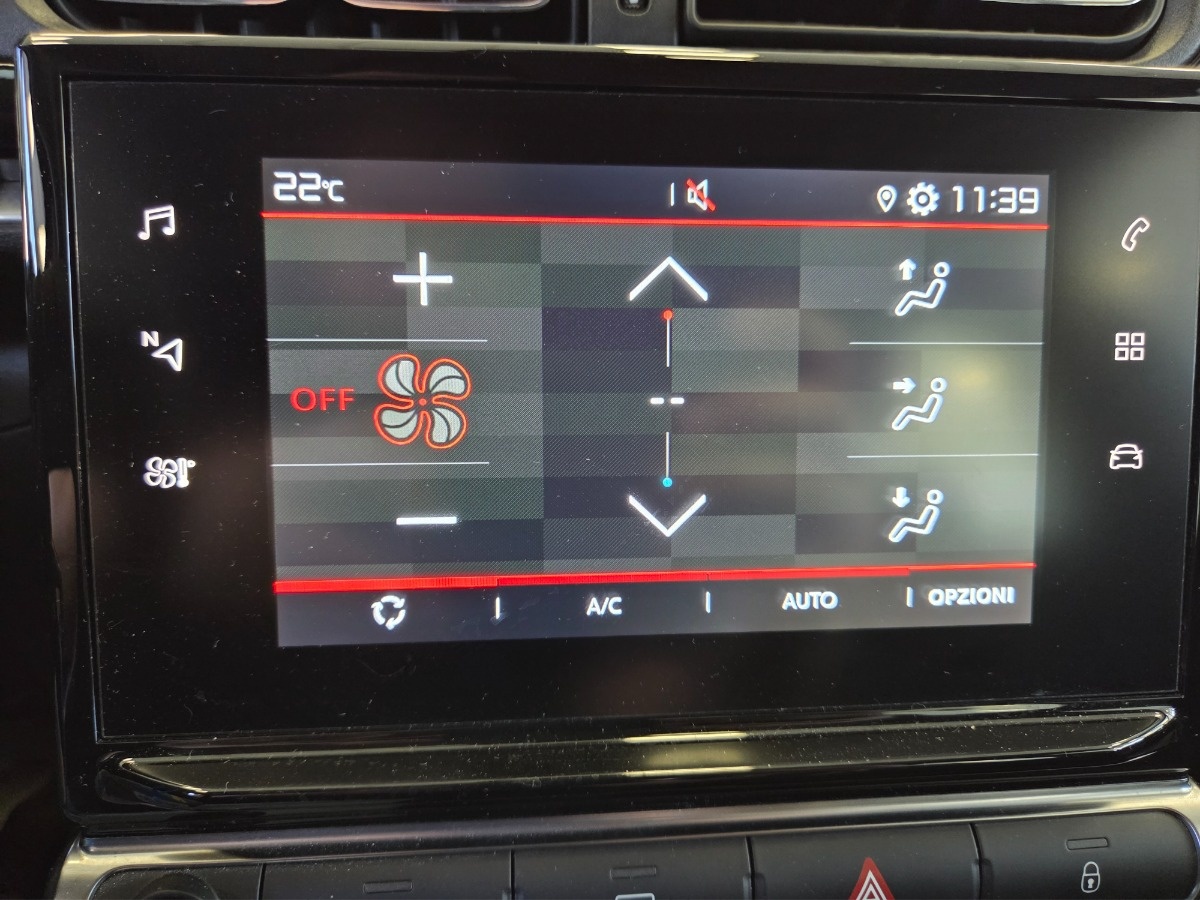 22°C
11:39
N
OFF
--
A/C
AUTO
OPZIONI